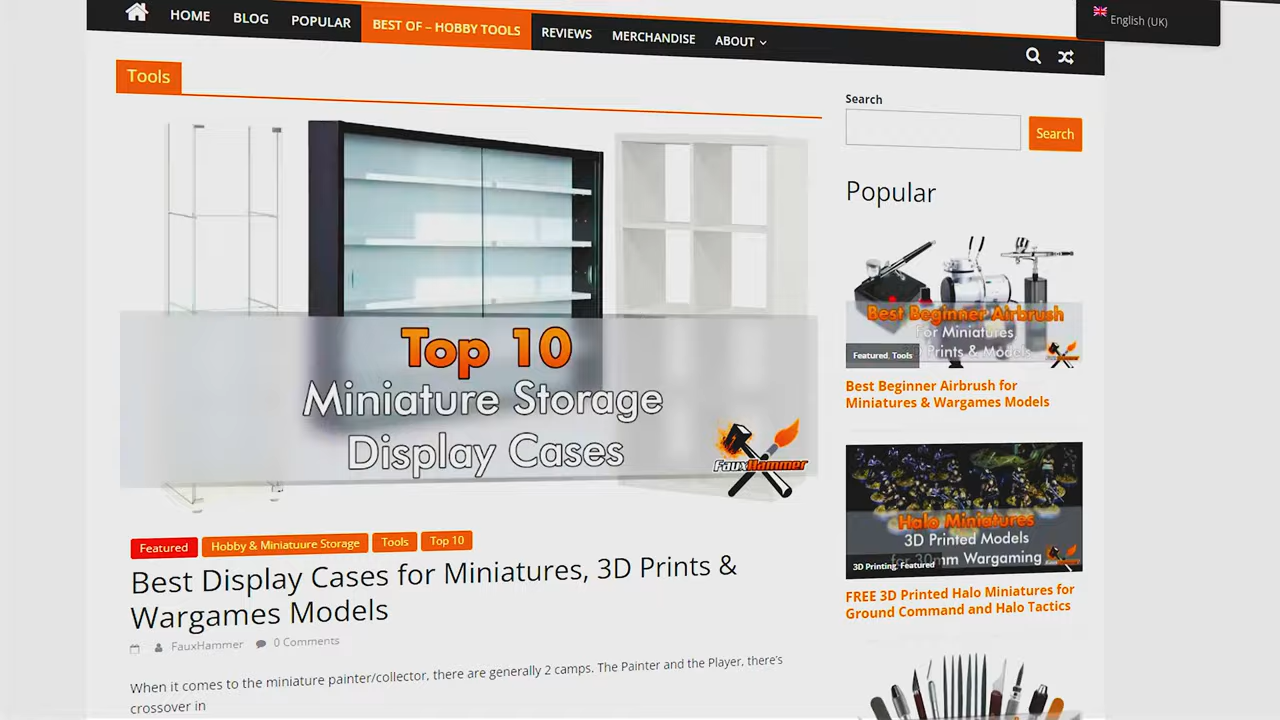 HOME BLOG POPULAR BEST OF – HOBBY TOOLS REVIEWS MERCHANDISE ABOUT
English (UK)
Tools
Top 10
Miniature Storage
Display Cases
FauxHammer
Featured Hobby & Miniatuure Storage Tools Top 10
Best Display Cases for Miniatures, 3D Prints &
Wargames Models
FauxHammer 0 Comments
When it comes to the miniature painter/collector, there are generally 2 camps. The Painter and the Player, there's
crossover in
Search
Search
Popular
Best Beginner Airbrush
For Miniatures
3D Prints & Models
Featured, Tools
Best Beginner Airbrush for
Miniatures & Wargames Models
Halo Miniatures
3D Printed Models
for 30mm Wargaming
3D Printing, Featured
FREE 3D Printed Halo Miniatures for
Ground Command and Halo Tactics